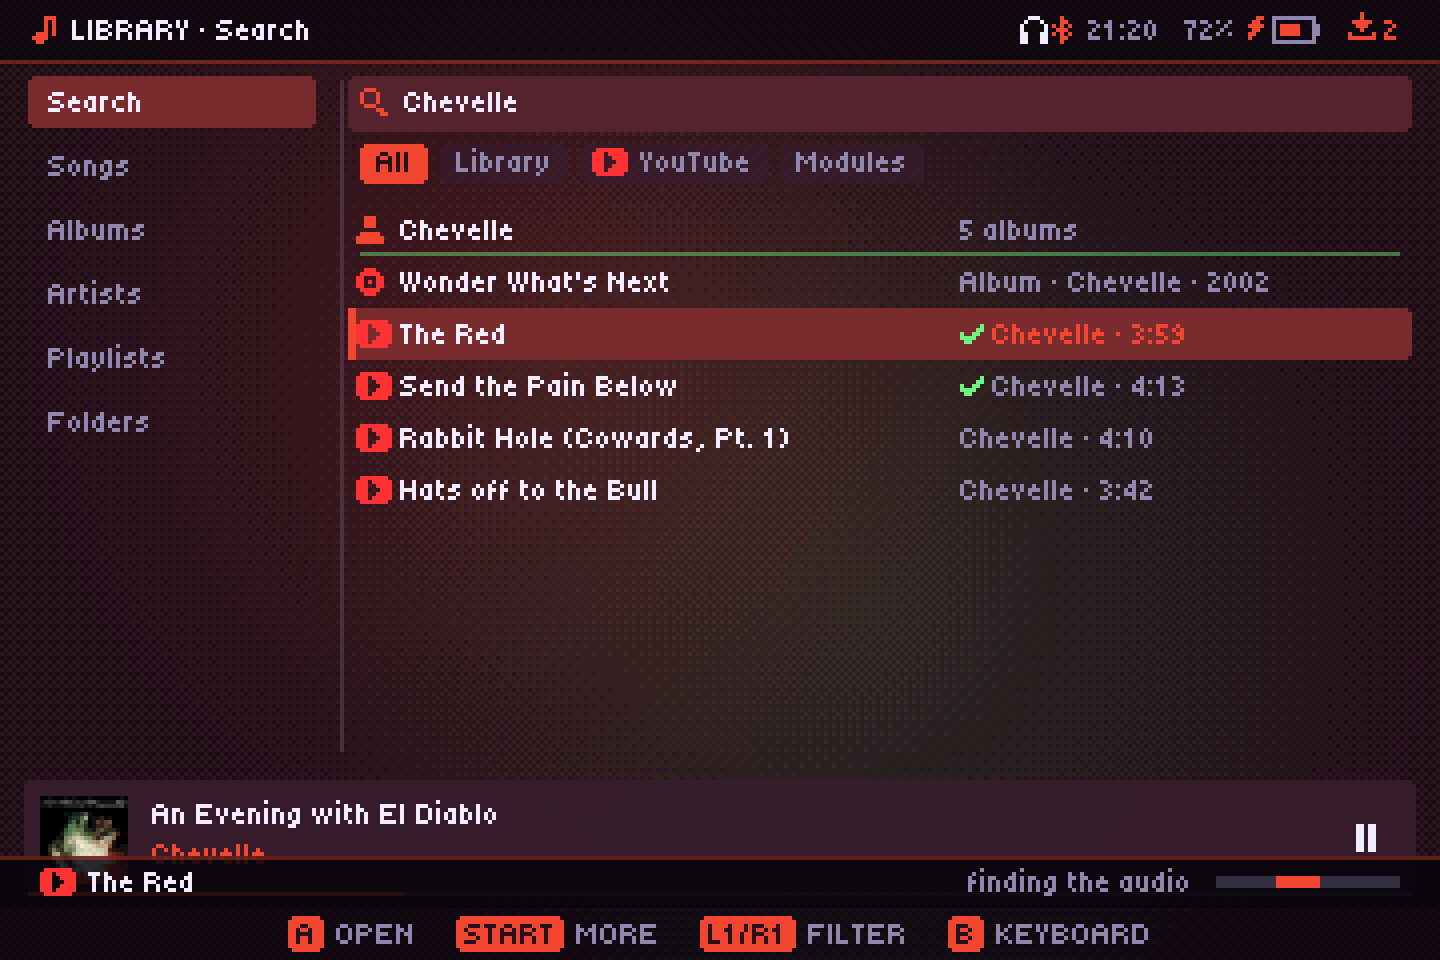 LIBRARY · Search
21:20 72% 2
Search
Songs
Albums
Artists
Playlists
Folders
Chevelle
All Library YouTube Modules
Chevelle 5 albums
Wonder What's Next Album · Chevelle · 2002
The Red Chevelle · 3:59
Send the Pain Below Chevelle · 4:13
Rabbit Hole (Cowards, Pt. 1) Chevelle · 4:10
Hats off to the Bull Chevelle · 3:42
An Evening with El Diablo
Chevelle
The Red finding the audio
A OPEN START MORE L1/R1 FILTER B KEYBOARD